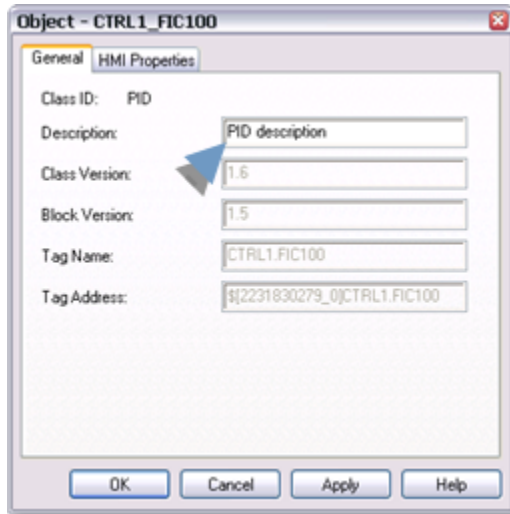 Object - CTRL1_FIC100
General HMI Properties
Class ID: PID
Description: PID description
Class Version: 1.6
Block Version: 1.5
Tag Name: CTRL1.FIC100
Tag Address: $[2231830279_0]CTRL1.FIC100
OK Cancel Apply Help